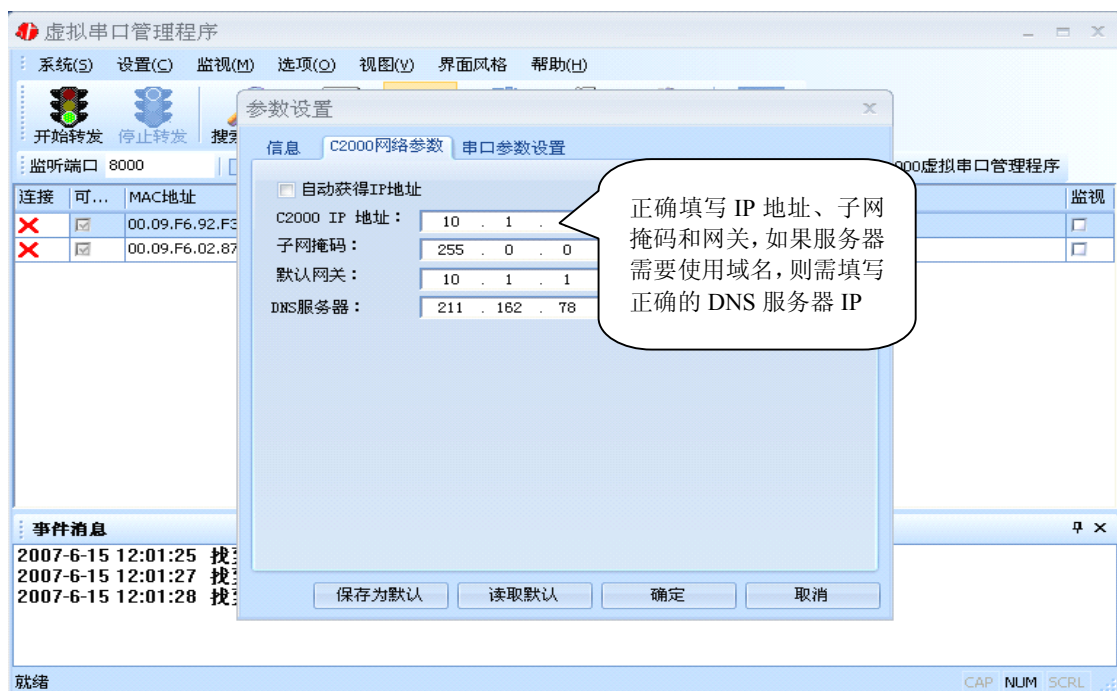 虚拟串口管理程序
系统(S) 设置(C) 监视(M) 选项(O) 视图(V) 界面风格 帮助(H)
开始转发 停止转发
监听端口 8000
000虚拟串口管理程序
连接 可... MAC地址 监视
00.09.F6.92.F3
00.09.F6.02.87
参数设置
信息 C2000网络参数 串口参数设置
自动获得IP地址
C2000 IP 地址: 10 . 1 .
子网掩码: 255 . 0 . 0
默认网关: 10 . 1 . 1
DNS服务器: 211 . 162 . 78
正确填写 IP 地址、子网
掩码和网关,如果服务器
需要使用域名,则需填写
正确的 DNS 服务器 IP
保存为默认 读取默认 确定 取消
事件消息
2007-6-15 12:01:25
2007-6-15 12:01:27
2007-6-15 12:01:28
就绪
CAP NUM SCRL